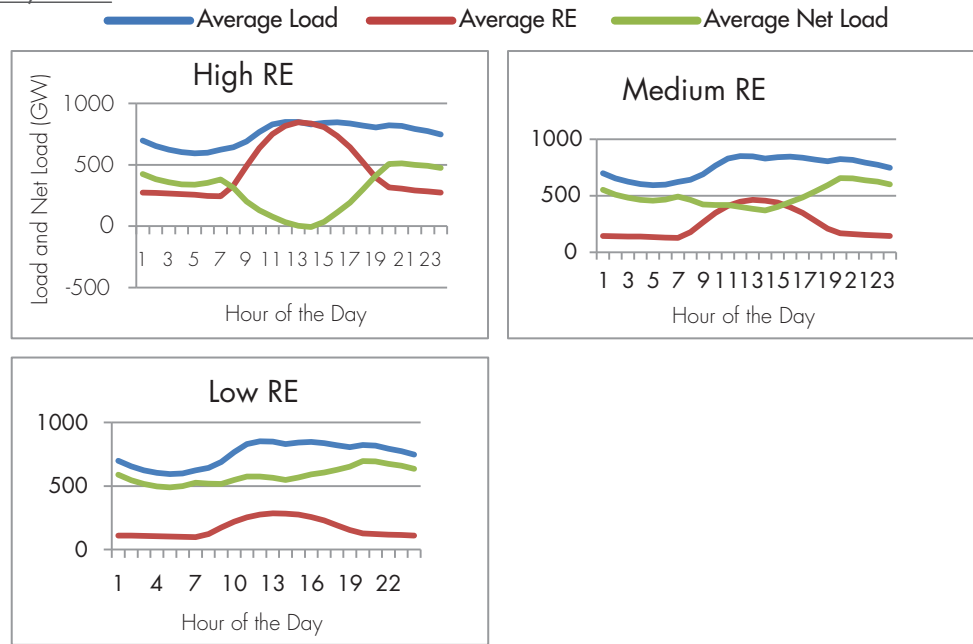 Average Load Average RE Average Net Load
High RE
Load and Net Load (GW)
1000
500
0
-500
1 3 5 7 9 11 13 15 17 19 21 23
Hour of the Day
Medium RE
1000
500
0
1 3 5 7 9 11 13 15 17 19 21 23
Hour of the Day
Low RE
1000
500
0
1 4 7 10 13 16 19 22
Hour of the Day